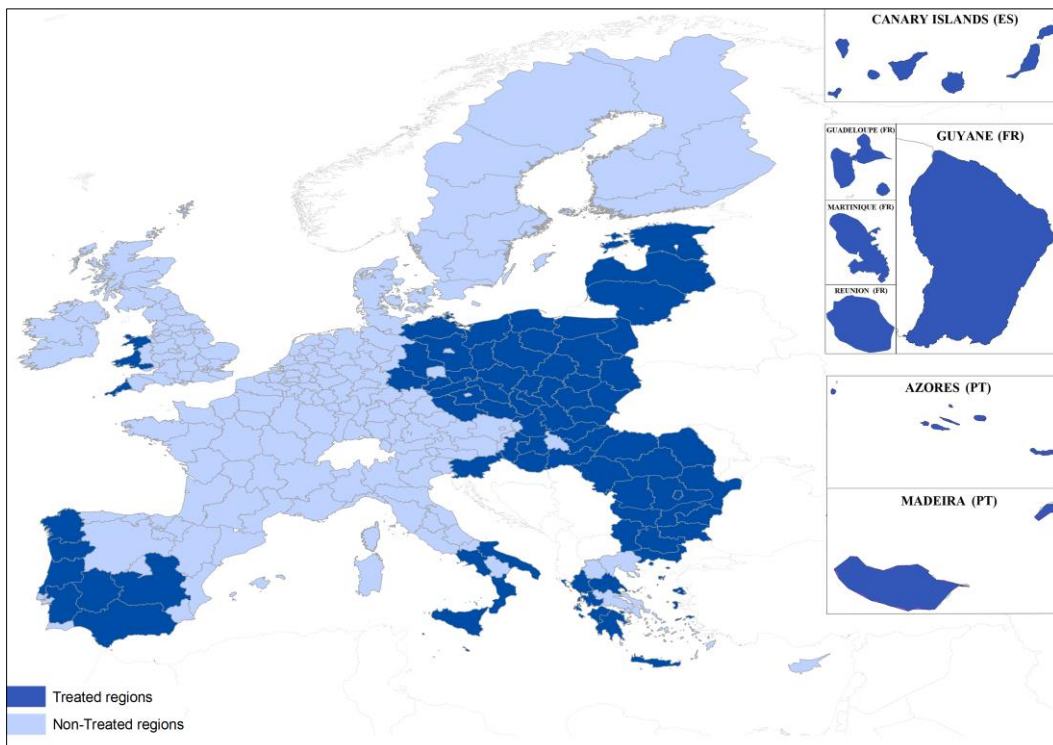 CANARY ISLANDS (ES)
GUADELOUPE (FR)
GUYANE (FR)
MARTINIQUE (FR)
REUNION (FR)
AZORES (PT)
MADEIRA (PT)
Treated regions
Non-Treated regions